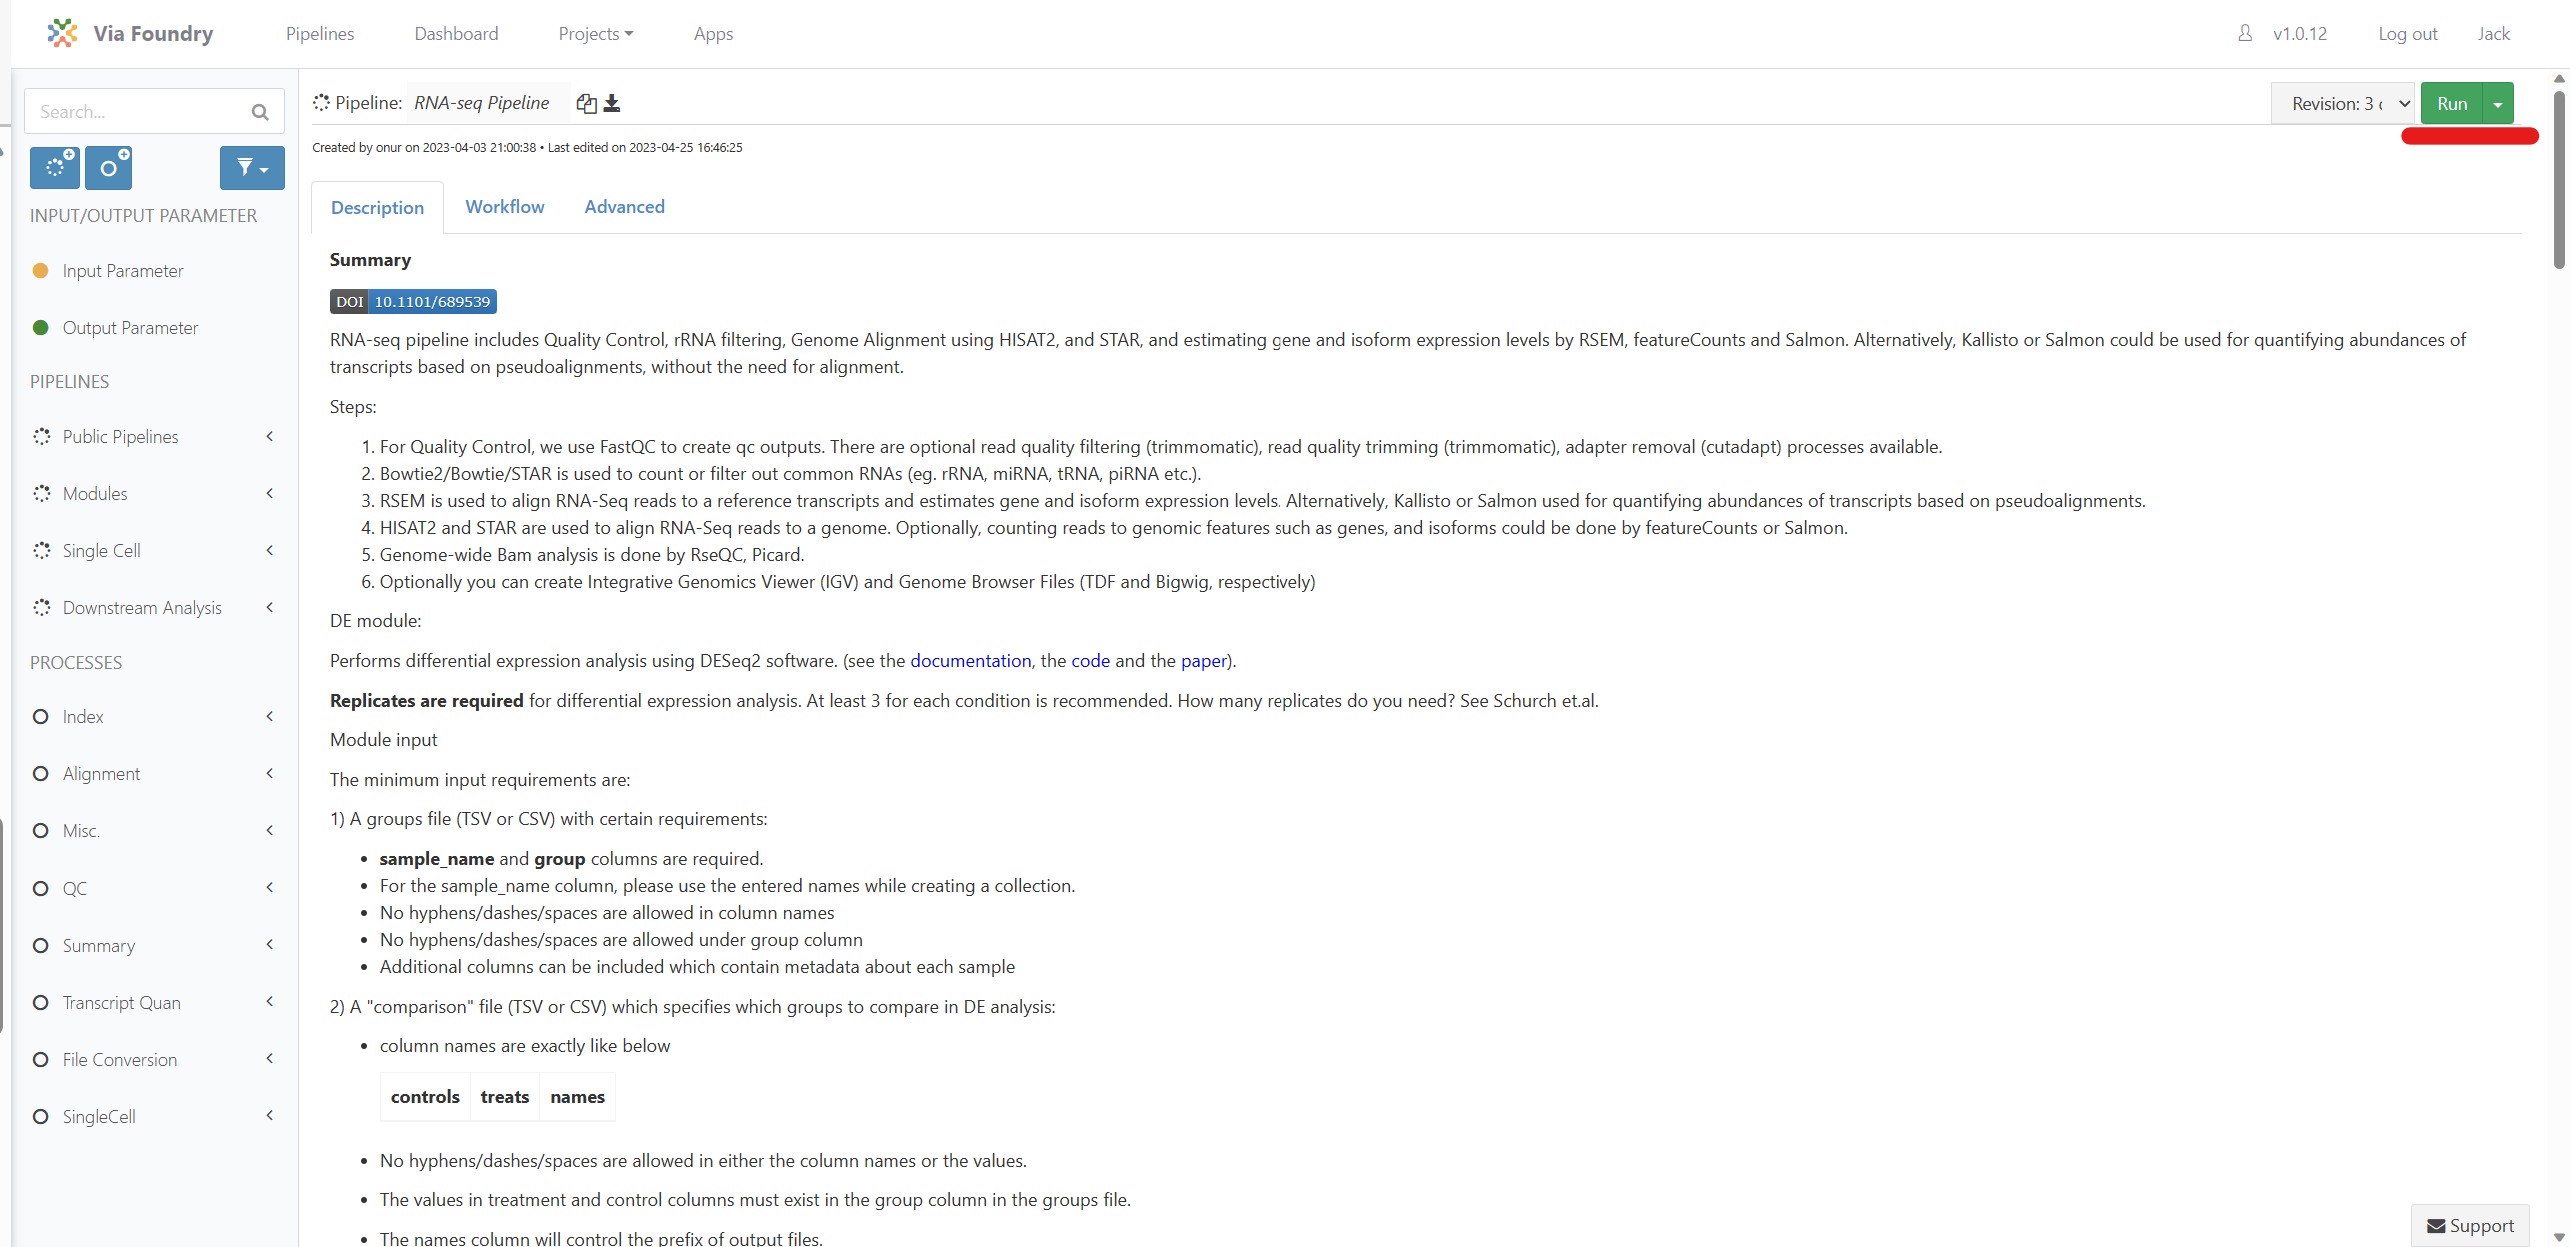 Via Foundry
Pipelines
Dashboard
Projects
Apps
v1.0.12
Log out
Jack
Search...
Pipeline: RNA-seq Pipeline
Revision: 3
Run
Created by onur on 2023-04-03 21:00:38 • Last edited on 2023-04-25 16:46:25
INPUT/OUTPUT PARAMETER
Input Parameter
Output Parameter
PIPELINES
Public Pipelines
Modules
Single Cell
Downstream Analysis
PROCESSES
Index
Alignment
Misc.
QC
Summary
Transcript Quan
File Conversion
SingleCell
Description
Workflow
Advanced
Summary
DOI 10.1101/689539
RNA-seq pipeline includes Quality Control, rRNA filtering, Genome Alignment using HISAT2, and STAR, and estimating gene and isoform expression levels by RSEM, featureCounts and Salmon. Alternatively, Kallisto or Salmon could be used for quantifying abundances of
transcripts based on pseudoalignments, without the need for alignment.
Steps:
1. For Quality Control, we use FastQC to create qc outputs. There are optional read quality filtering (trimmomatic), read quality trimming (trimmomatic), adapter removal (cutadapt) processes available.
2. Bowtie2/Bowtie/STAR is used to count or filter out common RNAs (eg. rRNA, miRNA, tRNA, piRNA etc.).
3. RSEM is used to align RNA-Seq reads to a reference transcripts and estimates gene and isoform expression levels. Alternatively, Kallisto or Salmon used for quantifying abundances of transcripts based on pseudoalignments.
4. HISAT2 and STAR are used to align RNA-Seq reads to a genome. Optionally, counting reads to genomic features such as genes, and isoforms could be done by featureCounts or Salmon.
5. Genome-wide Bam analysis is done by RseQC, Picard.
6. Optionally you can create Integrative Genomics Viewer (IGV) and Genome Browser Files (TDF and Bigwig, respectively)
DE module:
Performs differential expression analysis using DESeq2 software. (see the documentation, the code and the paper).
Replicates are required for differential expression analysis. At least 3 for each condition is recommended. How many replicates do you need? See Schurch et.al.
Module input
The minimum input requirements are:
1) A groups file (TSV or CSV) with certain requirements:
• sample_name and group columns are required.
• For the sample_name column, please use the entered names while creating a collection.
• No hyphens/dashes/spaces are allowed in column names
• No hyphens/dashes/spaces are allowed under group column
• Additional columns can be included which contain metadata about each sample
2) A "comparison" file (TSV or CSV) which specifies which groups to compare in DE analysis:
• column names are exactly like below
controls treats names
• No hyphens/dashes/spaces are allowed in either the column names or the values.
• The values in treatment and control columns must exist in the group column in the groups file.
• The names column will control the prefix of output files.
Support